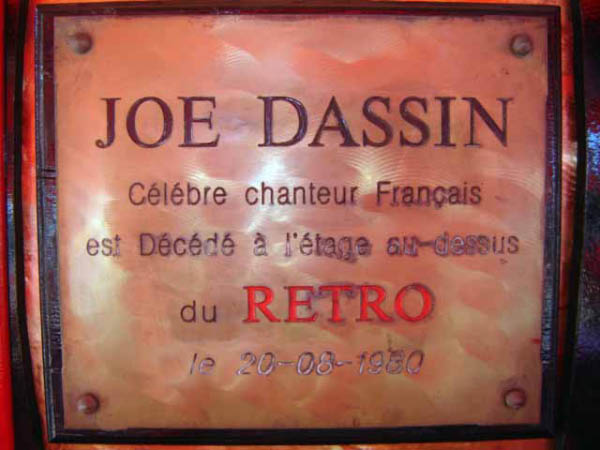 JOE DASSIN
Célébre chanteur Français
est Décédé à l'étage au-dessus
du RETRO
le 20-08-1980